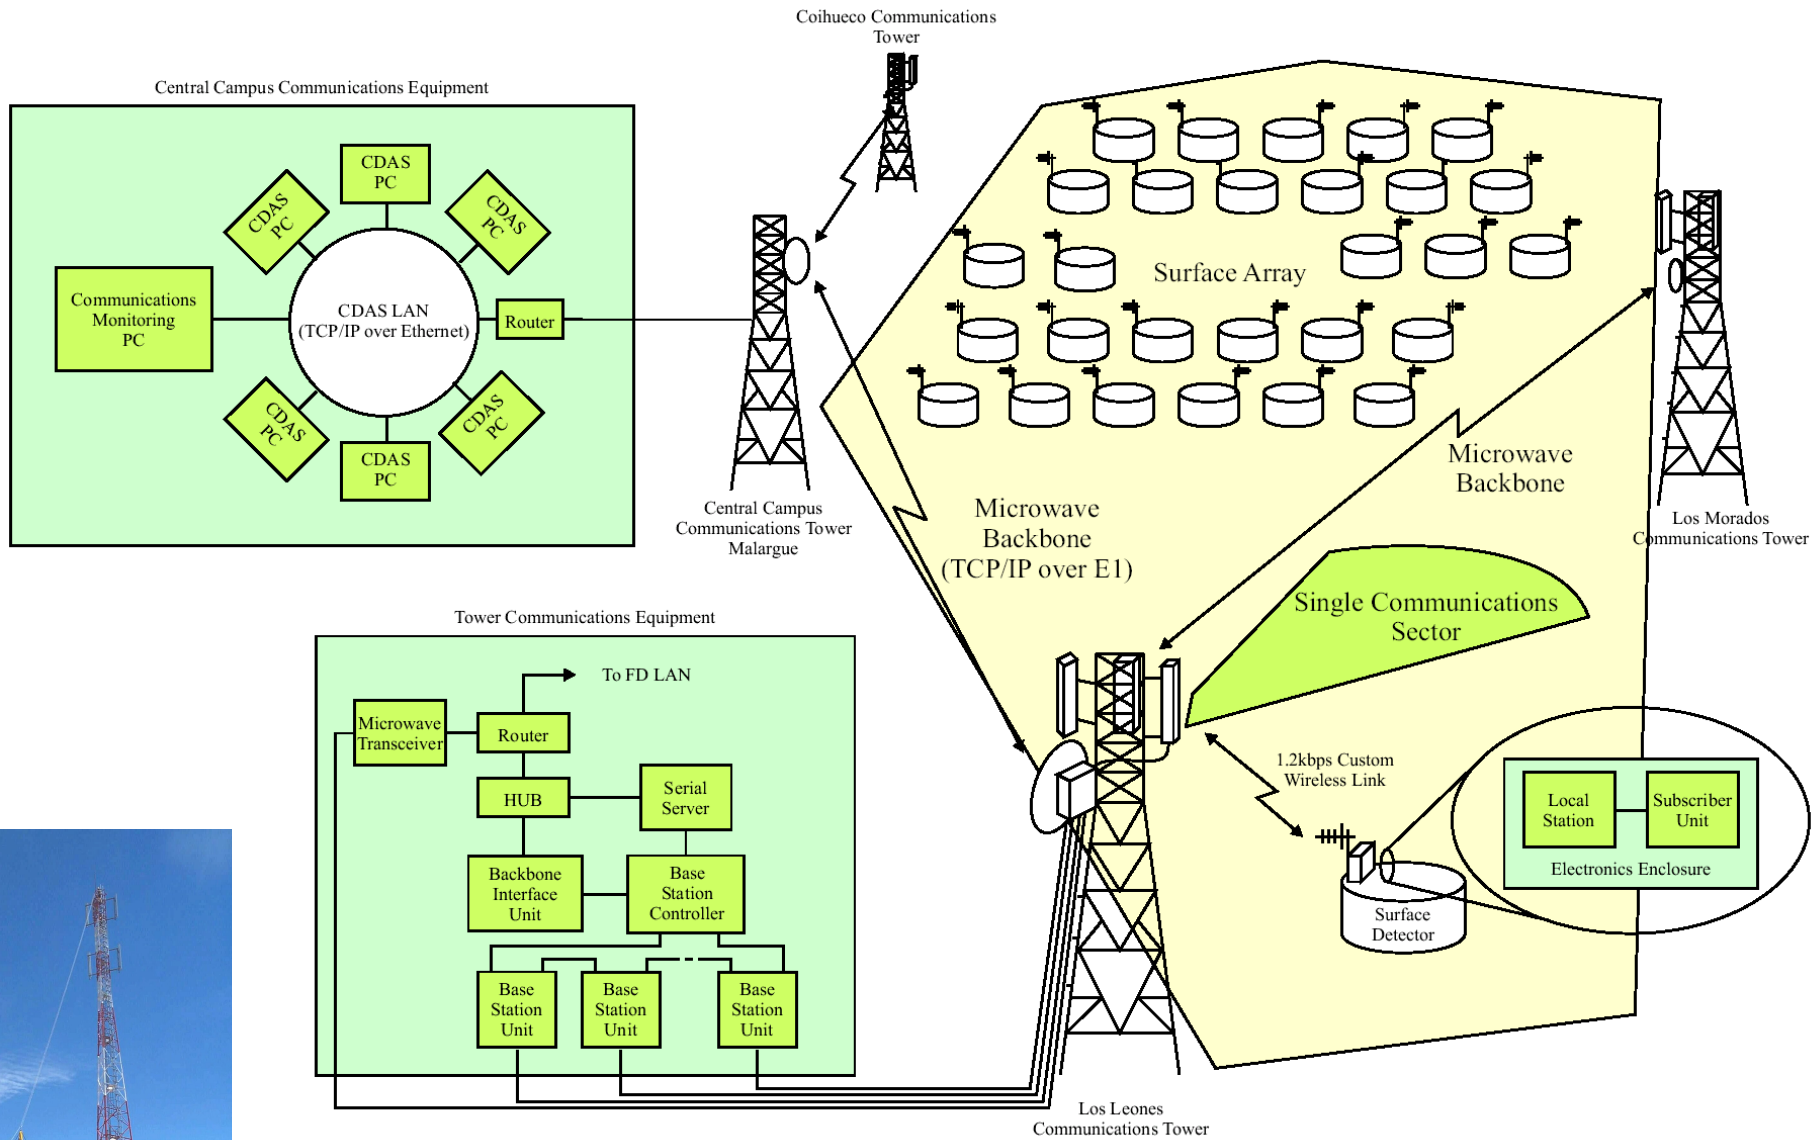 Coihueco Communications
Tower
Central Campus Communications Equipment
CDAS
PC
CDAS
PC
CDAS
PC
Communications
Monitoring
PC
CDAS LAN
(TCP/IP over Ethernet)
Router
CDAS
PC
CDAS
PC
CDAS
PC
Central Campus
Communications Tower
Malargue
Surface Array
Microwave
Backbone
(TCP/IP over E1)
Microwave
Backbone
Los Morados
Communications Tower
Single Communications
Sector
Tower Communications Equipment
To FD LAN
Microwave
Transceiver
Router
HUB
Serial
Server
Backbone
Interface
Unit
Base
Station
Controller
Base
Station
Unit
Base
Station
Unit
Base
Station
Unit
1.2kbps Custom
Wireless Link
Local
Station
Subscriber
Unit
Electronics Enclosure
Surface
Detector
Los Leones
Communications Tower